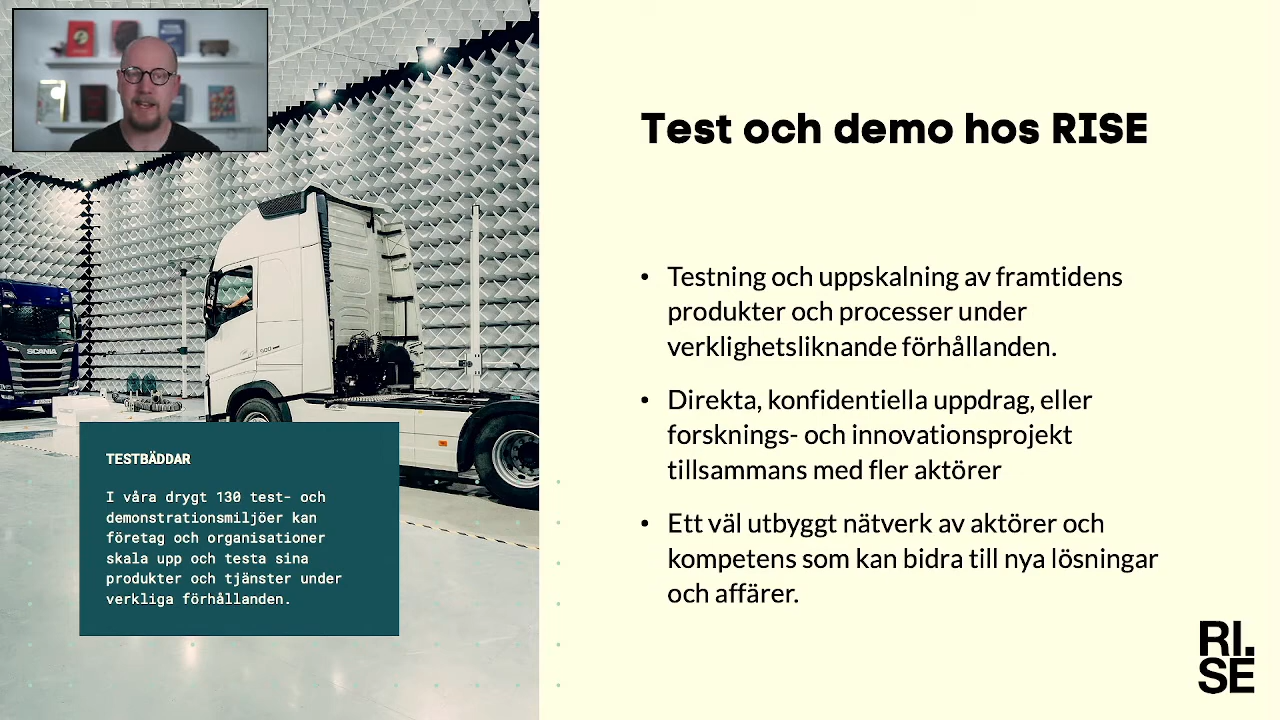 Test och demo hos RISE
• Testning och uppskalning av framtidens
produkter och processer under
verklighetsliknande förhållanden.
• Direkta, konfidentiella uppdrag, eller
forsknings- och innovationsprojekt
tillsammans med fler aktörer
• Ett väl utbyggt nätverk av aktörer och
kompetens som kan bidra till nya lösningar
och affärer.
SCANIA
500
TESTBÄDDAR
I våra drygt 130 test- och
demonstrationsmiljöer kan
företag och organisationer
skala upp och testa sina
produkter och tjänster under
verkliga förhållanden.
RI.
SE